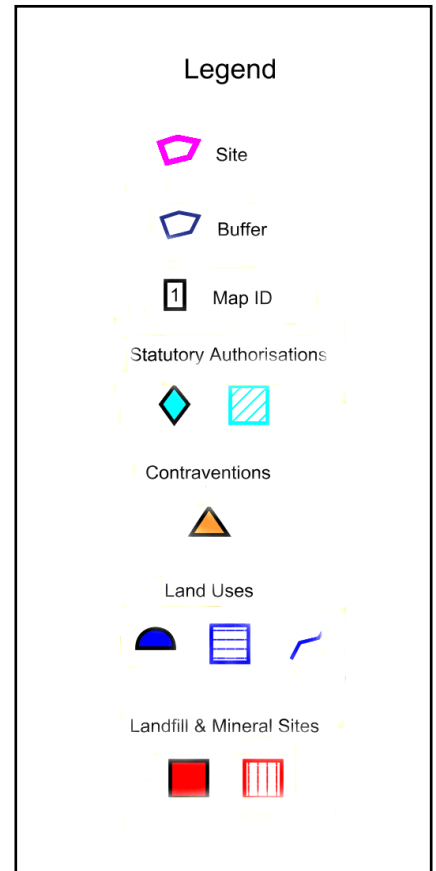 Legend
Site
Buffer
1 Map ID
Statutory Authorisations
Contraventions
Land Uses
Landfill & Mineral Sites